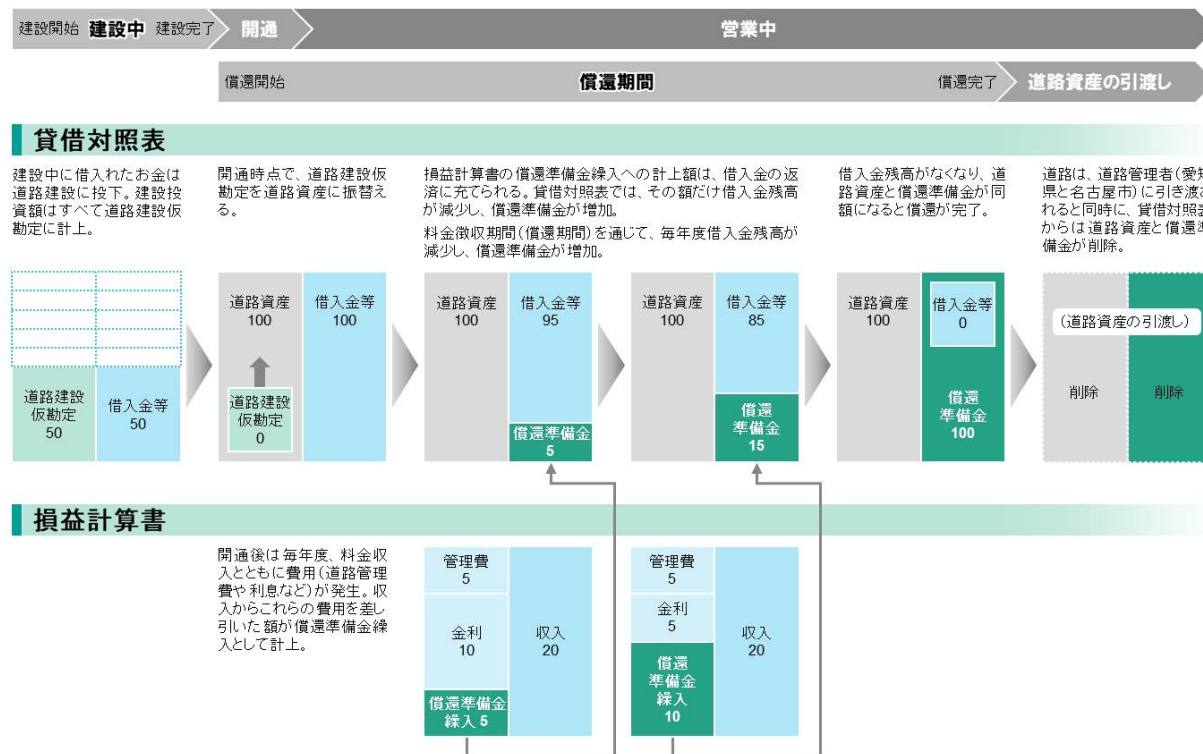 建設開始 建設中 建設完了 開通 営業中
償還開始 償還期間 償還完了 道路資産の引渡し
貸借対照表
建設中に借入れたお金は
道路建設に投下。建設投
資額はすべて道路建設仮
勘定に計上。
開通時点で、道路建設仮
勘定を道路資産に振替え
る。
損益計算書の償還準備金繰入への計上額は、借入金の返
済に充てられる。貸借対照表では、その額だけ借入金残高
が減少し、償還準備金が増加。
料金徴収期間(償還期間)を通じて、毎年度借入金残高が
減少し、償還準備金が増加。
借入金残高がなくなり、道
路資産と償還準備金が同
額になると償還が完了。
道路は、道路管理者(愛知
県と名古屋市)に引き渡さ
れると同時に、貸借対照表
からは道路資産と償還準
備金が削除。
道路建設
仮勘定
50
借入金等
50
道路資産
100
道路建設
仮勘定
0
借入金等
100
道路資産
100
借入金等
95
償還準備金
5
道路資産
100
借入金等
85
償還
準備金
15
道路資産
100
借入金等
0
償還
準備金
100
(道路資産の引渡し)
削除
削除
損益計算書
開通後は毎年度、料金収
入とともに費用(道路管理
費や利息など)が発生。収
入からこれらの費用を差し
引いた額が償還準備金繰
入として計上。
管理費
5
金利
10
償還準備金
繰入 5
収入
20
管理費
5
金利
5
償還
準備金
繰入
10
収入
20